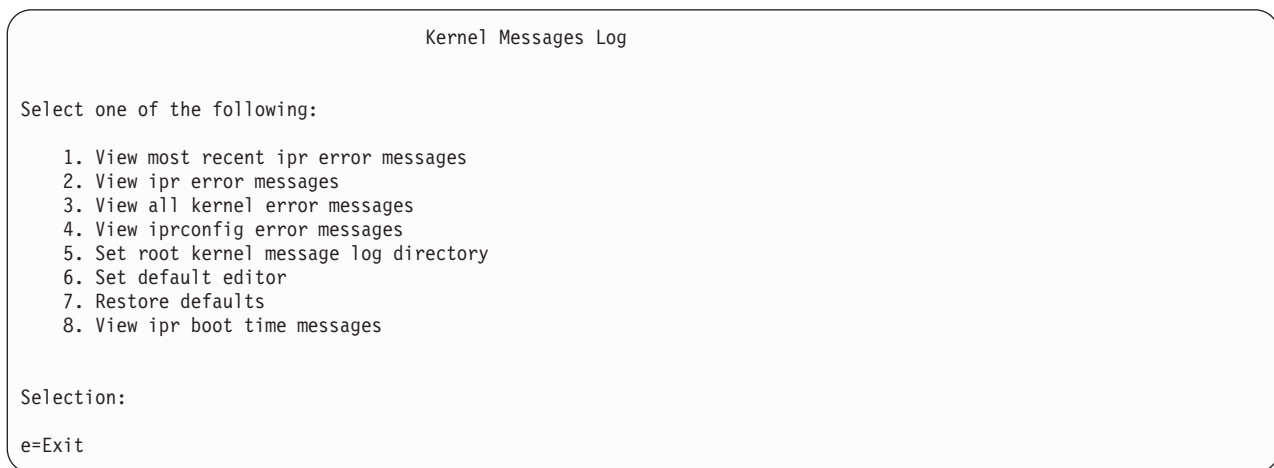 Kernel Messages Log
Select one of the following:
1. View most recent ipr error messages
2. View ipr error messages
3. View all kernel error messages
4. View iprconfig error messages
5. Set root kernel message log directory
6. Set default editor
7. Restore defaults
8. View ipr boot time messages
Selection:
e=Exit